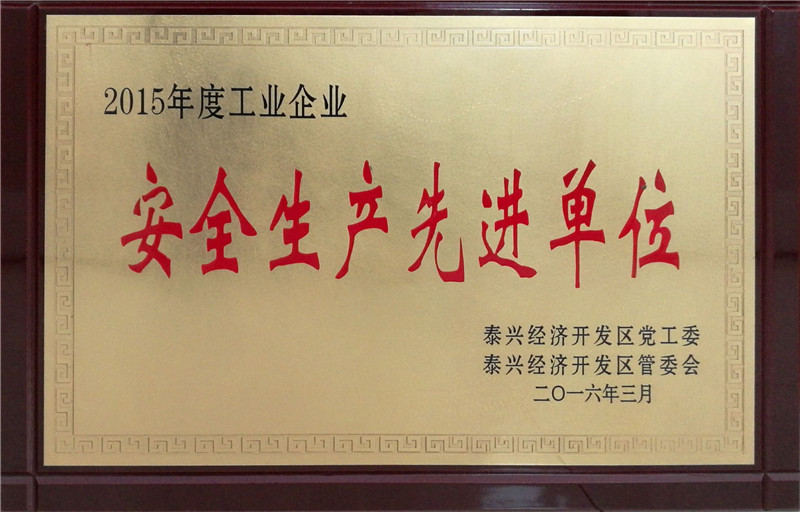 2015年度工业企业
安全生产先进单位
泰兴经济开发区党工委
泰兴经济开发区管委会
二〇一六年三月